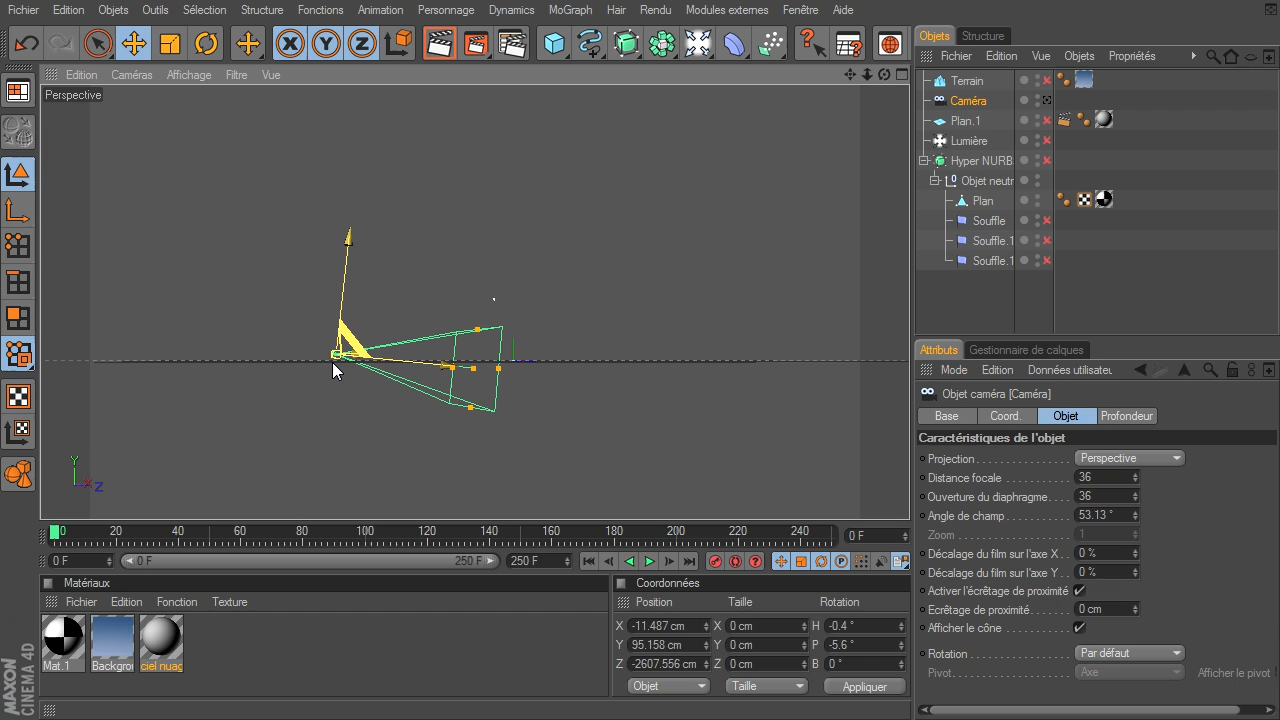 Fichier Edition Objets Outils Sélection Structure Fonctions Animation Personnage Dynamics MoGraph Hair Rendu Modules externes Fenêtre Aide
Objets Structure
Fichier Edition Vue Objets Propriétés
Edition Caméras Affichage Filtre Vue
Perspective
Terrain
Caméra
Plan.1
Lumière
Hyper NURB
Objet neutr
Plan
Souffle
Souffle.1
Souffle.1
Y
X Z
Attributs Gestionnaire de calques
Mode Edition Données utilisateu
Objet caméra [Caméra]
Base Coord. Objet Profondeur
Caractéristiques de l'objet
Projection Perspective
Distance focale 36
Ouverture du diaphragme 36
Angle de champ 53.13 °
Zoom 1
Décalage du film sur l'axe X 0 %
Décalage du film sur l'axe Y 0 %
Activer l'écrêtage de proximité
Ecrêtage de proximité 0 cm
Afficher le cône
Rotation Par défaut
Pivot Axe Afficher le pivot
0 20 40 60 80 100 120 140 160 180 200 220 240 0 F
0 F 0 F 250 F 250 F
Matériaux
Fichier Edition Fonction Texture
Mat.1 Backgrou ciel nuag
Coordonnées
Position Taille Rotation
X -11.487 cm X 0 cm H -0.4 °
Y 95.158 cm Y 0 cm P -5.6 °
Z -2607.556 cm Z 0 cm B 0 °
Objet Taille Appliquer
MAXON
CINEMA 4D